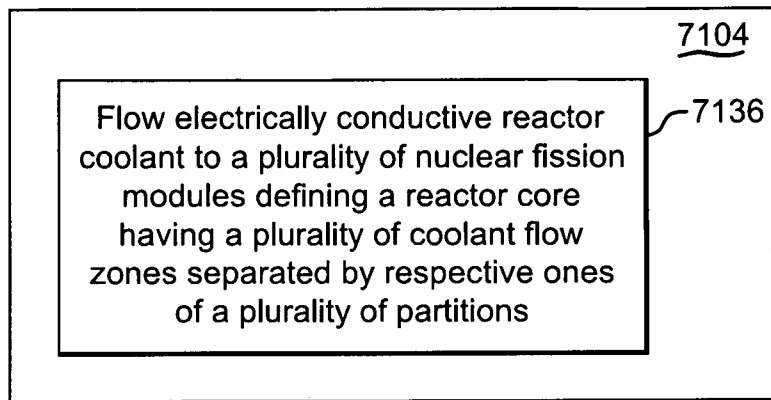 7104
7136
Flow electrically conductive reactor
coolant to a plurality of nuclear fission
modules defining a reactor core
having a plurality of coolant flow
zones separated by respective ones
of a plurality of partitions